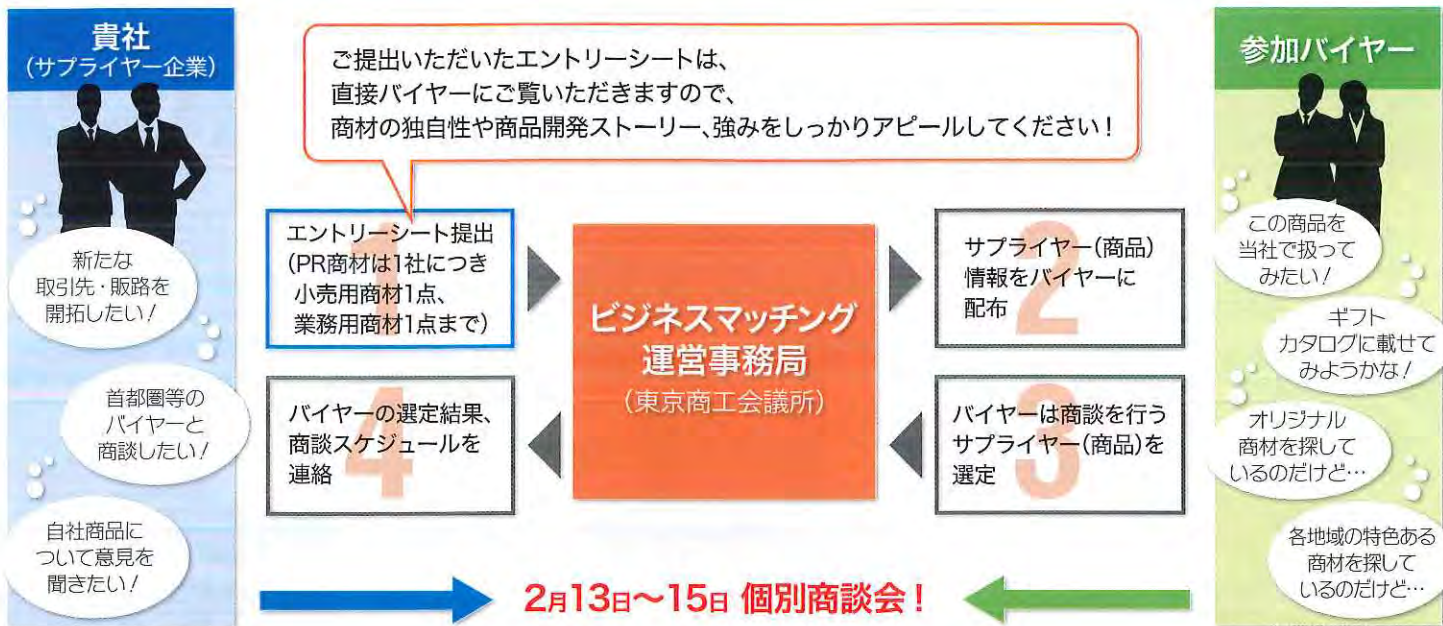 貴社
(サプライヤー企業)
新たな
取引先・販路を
開拓したい!
首都圏等の
バイヤーと
商談したい!
自社商品に
ついて意見を
聞きたい!
ご提出いただいたエントリーシートは、
直接バイヤーにご覧いただきますので、
商材の独自性や商品開発ストーリー、強みをしっかりアピールしてください!
1
エントリーシート提出
(PR商材は1社につき
小売用商材1点、
業務用商材1点まで)
ビジネスマッチング
運営事務局
(東京商工会議所)
2
サプライヤー(商品)
情報をバイヤーに
配布
3
バイヤーは商談を行う
サプライヤー(商品)を
選定
4
バイヤーの選定結果、
商談スケジュールを
連絡
2月13日〜15日 個別商談会!
参加バイヤー
この商品を
当社で扱って
みたい!
ギフト
カタログに載せて
みようかな!
オリジナル
商材を探して
いるのだけど…
各地域の特色ある
商材を探して
いるのだけど…